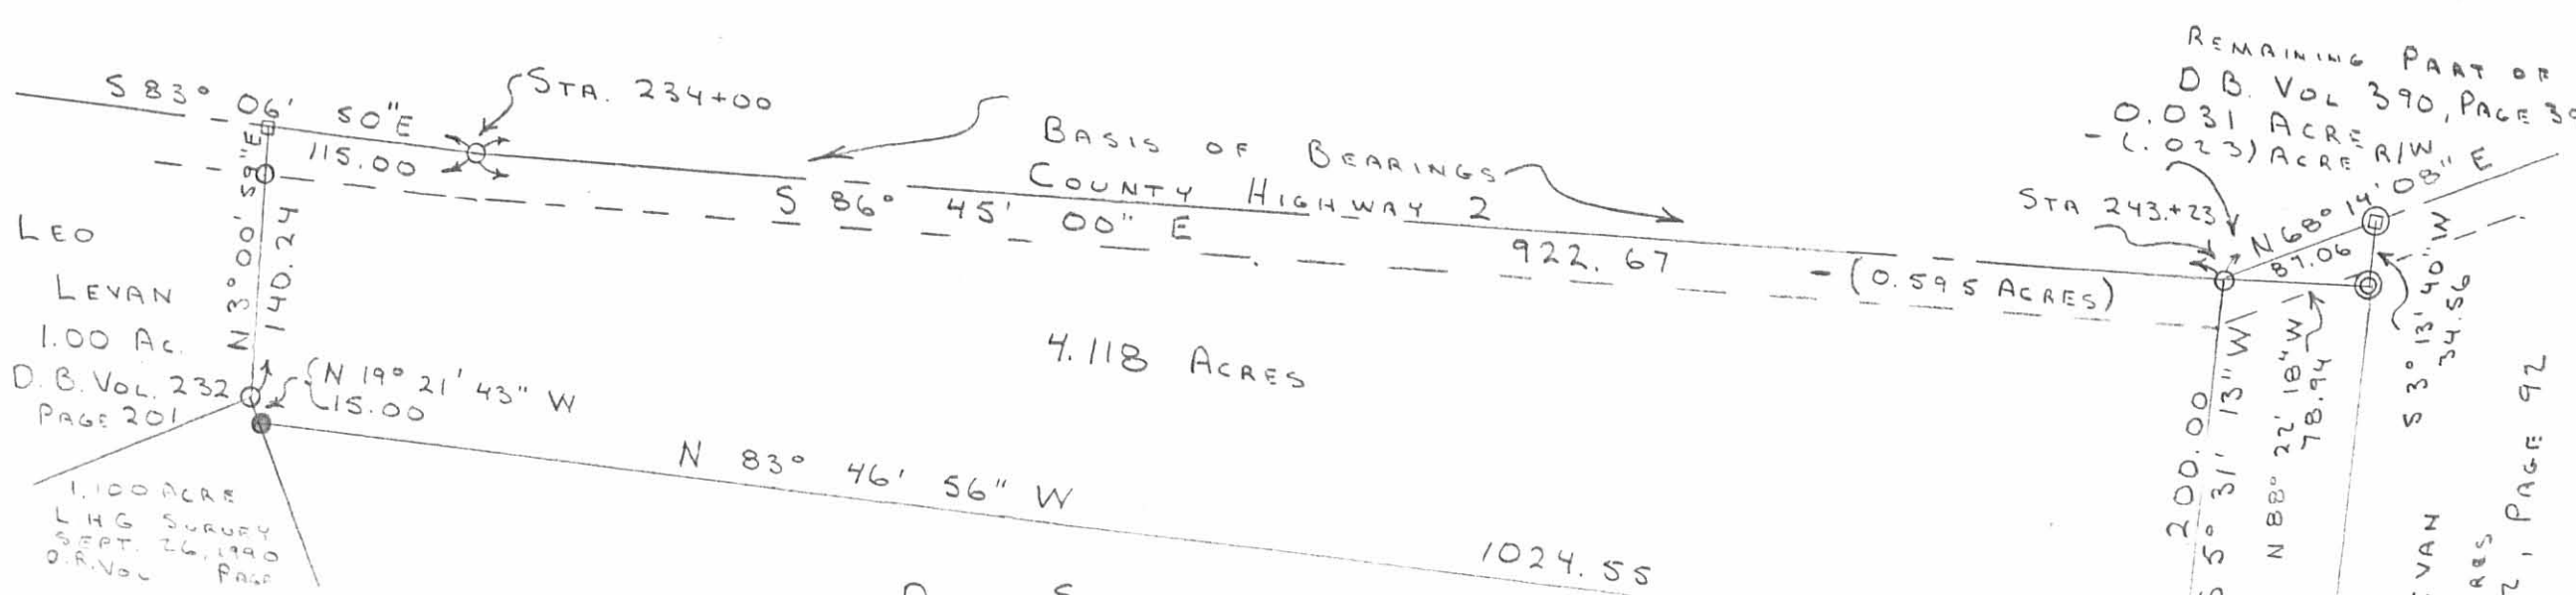 S 83° 06' 50" E
115.00
STA. 234+00
BASIS OF BEARINGS
COUNTY HIGHWAY 2
S 86° 45' 00" E
922.67
-(0.595 ACRES)
REMAINING PART OF
D B. VOL 390, PAGE
0.031 ACRE
-(.023) ACRE R/W
STA 243+23
N 68° 14' 08" E
87.06
S 3° 13' 40" W
34.56
N 88° 22' 18" W
78.94
S 5° 31' 13" W
200.00
, PAGE 92
N 3° 00' 59" E
140.24
LEO
LEVAN
1.00 AC.
D. B. VOL. 232
PAGE 201
N 19° 21' 43" W
15.00
4.118 ACRES
N 83° 46' 56" W
1024.55
1.100 ACRE
L H G SURVEY
SEPT. 26, 1990
D.R. VOL PAGE